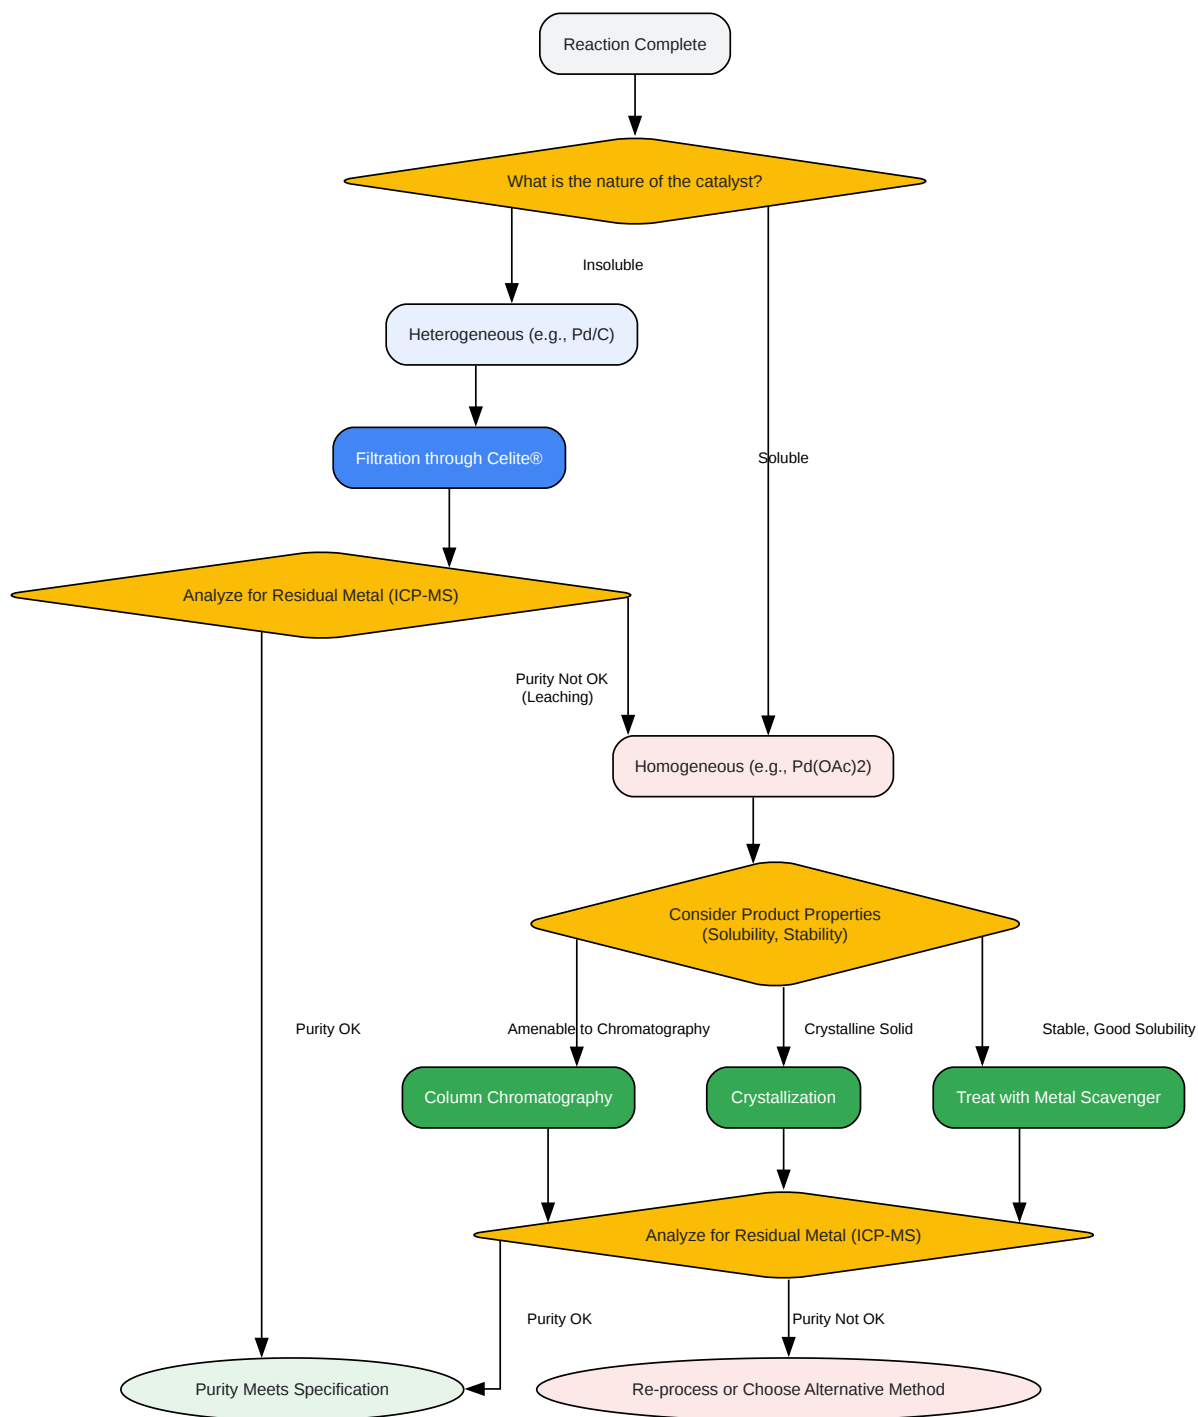 Reaction Complete
What is the nature of the catalyst?
Insoluble
Heterogeneous (e.g., Pd/C)
Filtration through Celite®
Soluble
Analyze for Residual Metal (ICP-MS)
Purity Not OK
(Leaching)
Homogeneous (e.g., Pd(OAc)2)
Consider Product Properties
(Solubility, Stability)
Purity OK
Amenable to Chromatography
Crystalline Solid
Stable, Good Solubility
Column Chromatography
Crystallization
Treat with Metal Scavenger
Analyze for Residual Metal (ICP-MS)
Purity OK
Purity Not OK
Purity Meets Specification
Re-process or Choose Alternative Method